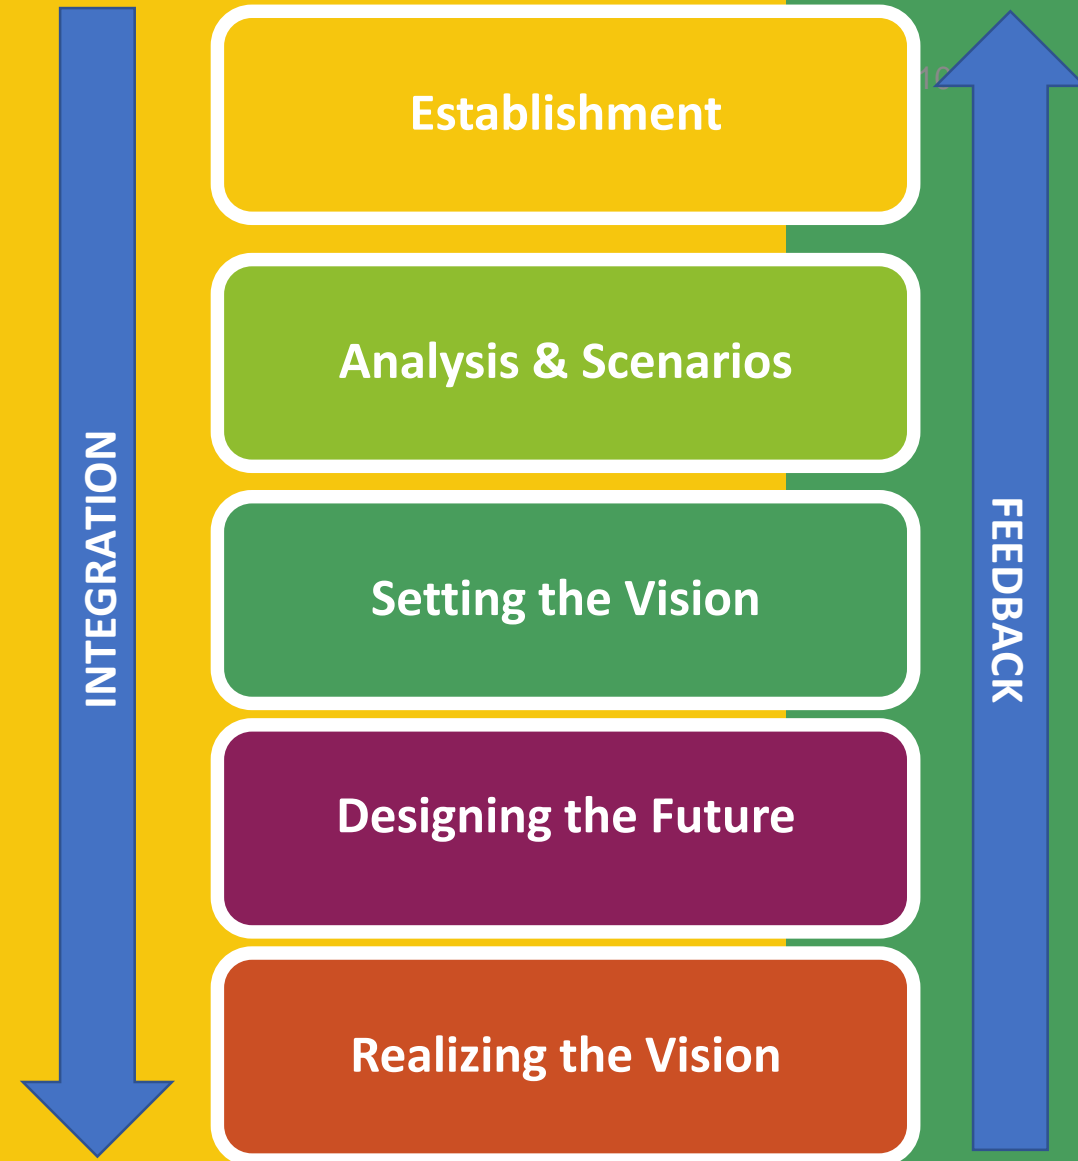 Establishment
Analysis & Scenarios
Setting the Vision
Designing the Future
Realizing the Vision
INTEGRATION
FEEDBACK